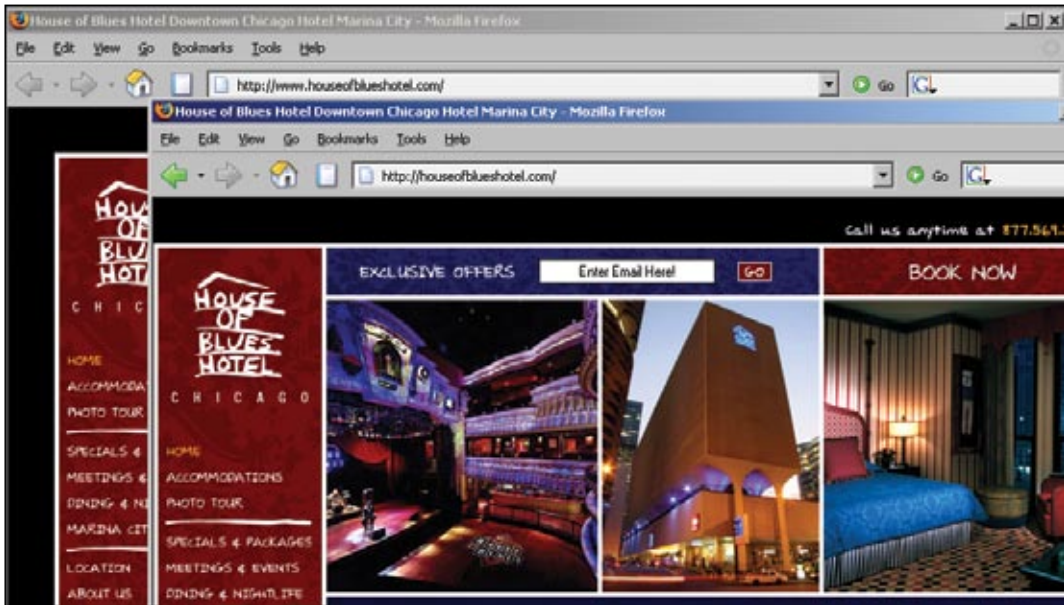 House of Blues Hotel Downtown Chicago Hotel Marina City - Mozilla Firefox
File Edit View Go Bookmarks Tools Help
http://www.houseofblueshotel.com/ Go
HOUSE
OF
BLUES
HOTEL
CHIC
HOME
ACCOMMODA
PHOTO TOUR
SPECIALS &
MEETINGS &
DINING & NI
MARINA CIT
LOCATION
ABOUT US
House of Blues Hotel Downtown Chicago Hotel Marina City - Mozilla Firefox
File Edit View Go Bookmarks Tools Help
http://houseofblueshotel.com/ Go
Call us anytime at 877.569.
EXCLUSIVE OFFERS Enter Email Here! GO BOOK NOW
HOUSE
OF
BLUES
HOTEL
CHICAGO
HOME
ACCOMMODATIONS
PHOTO TOUR
SPECIALS & PACKAGES
MEETINGS & EVENTS
DINING & NIGHTLIFE